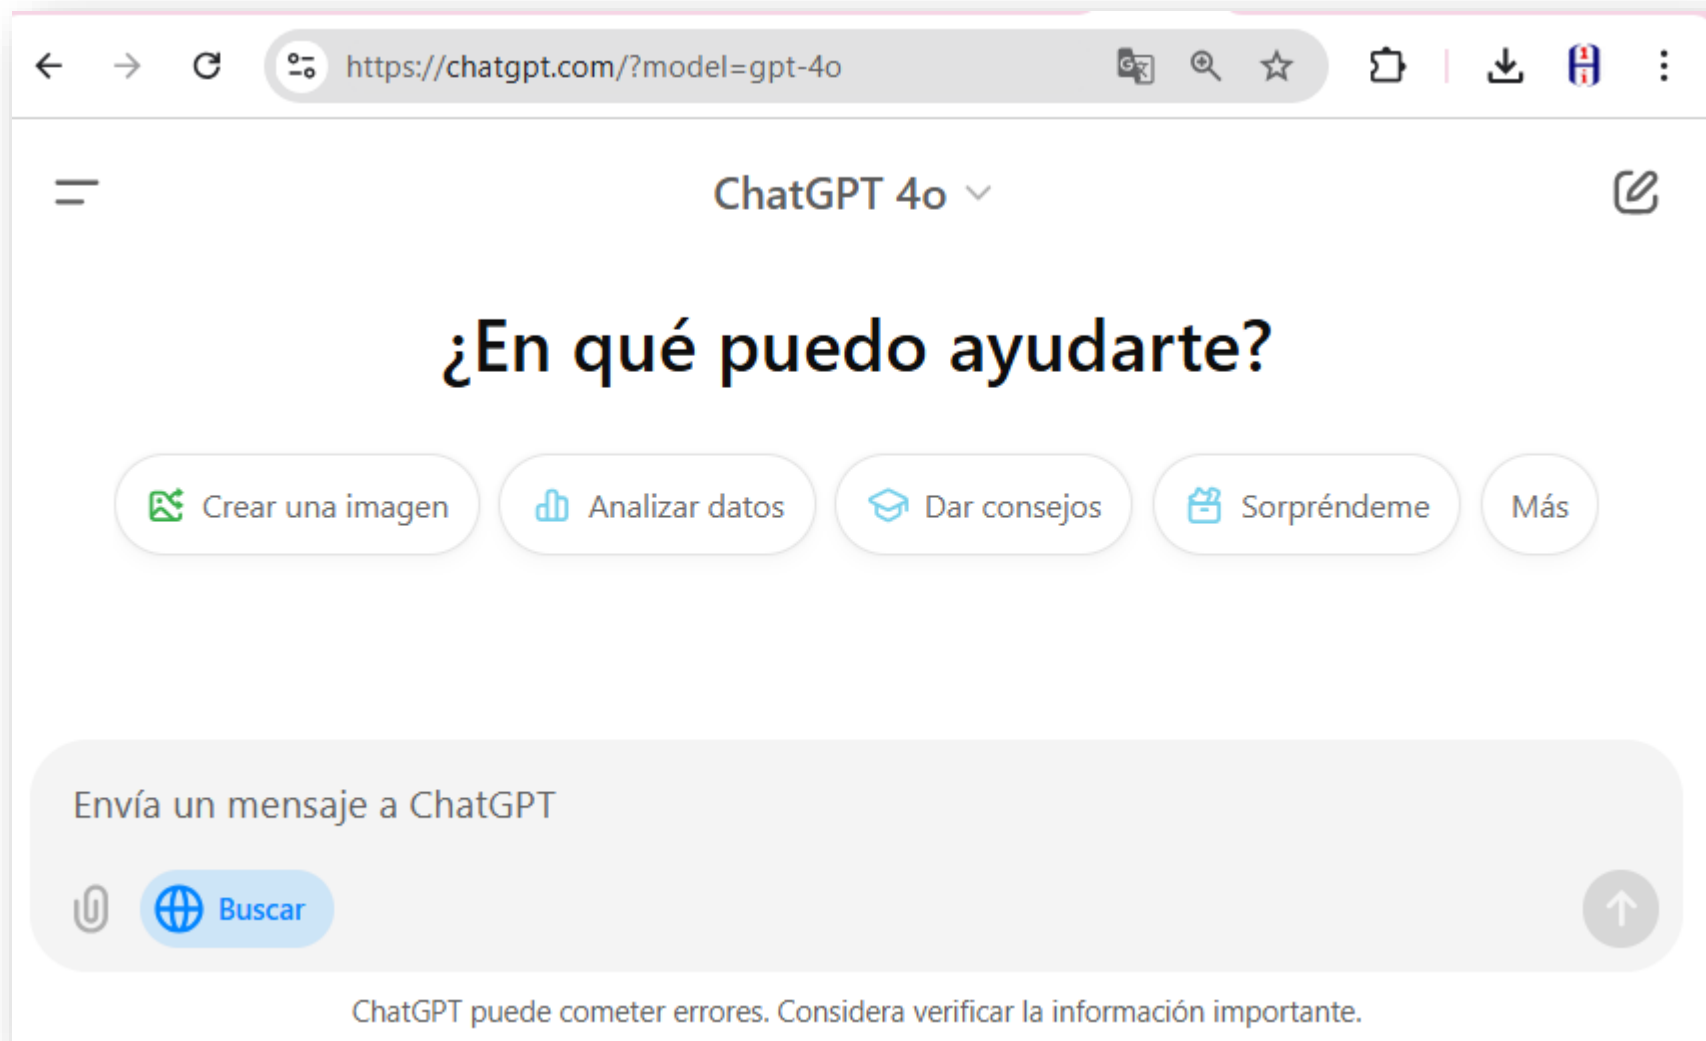 https://chatgpt.com/?model=gpt-4o
ChatGPT 4o
¿En qué puedo ayudarte?
Crear una imagen
Analizar datos
Dar consejos
Sorpréndeme
Más
Envía un mensaje a ChatGPT
Buscar
ChatGPT puede cometer errores. Considera verificar la información importante.